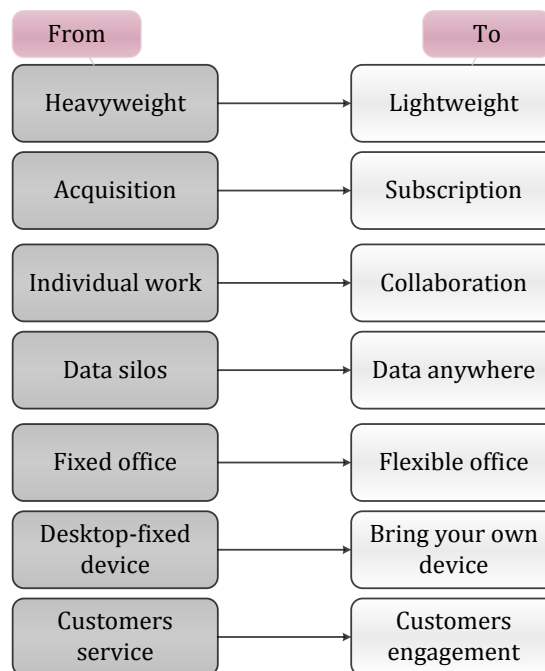 From
To
Heavyweight
Lightweight
Acquisition
Subscription
Individual work
Collaboration
Data silos
Data anywhere
Fixed office
Flexible office
Desktop-fixed
device
Bring your own
device
Customers
service
Customers
engagement